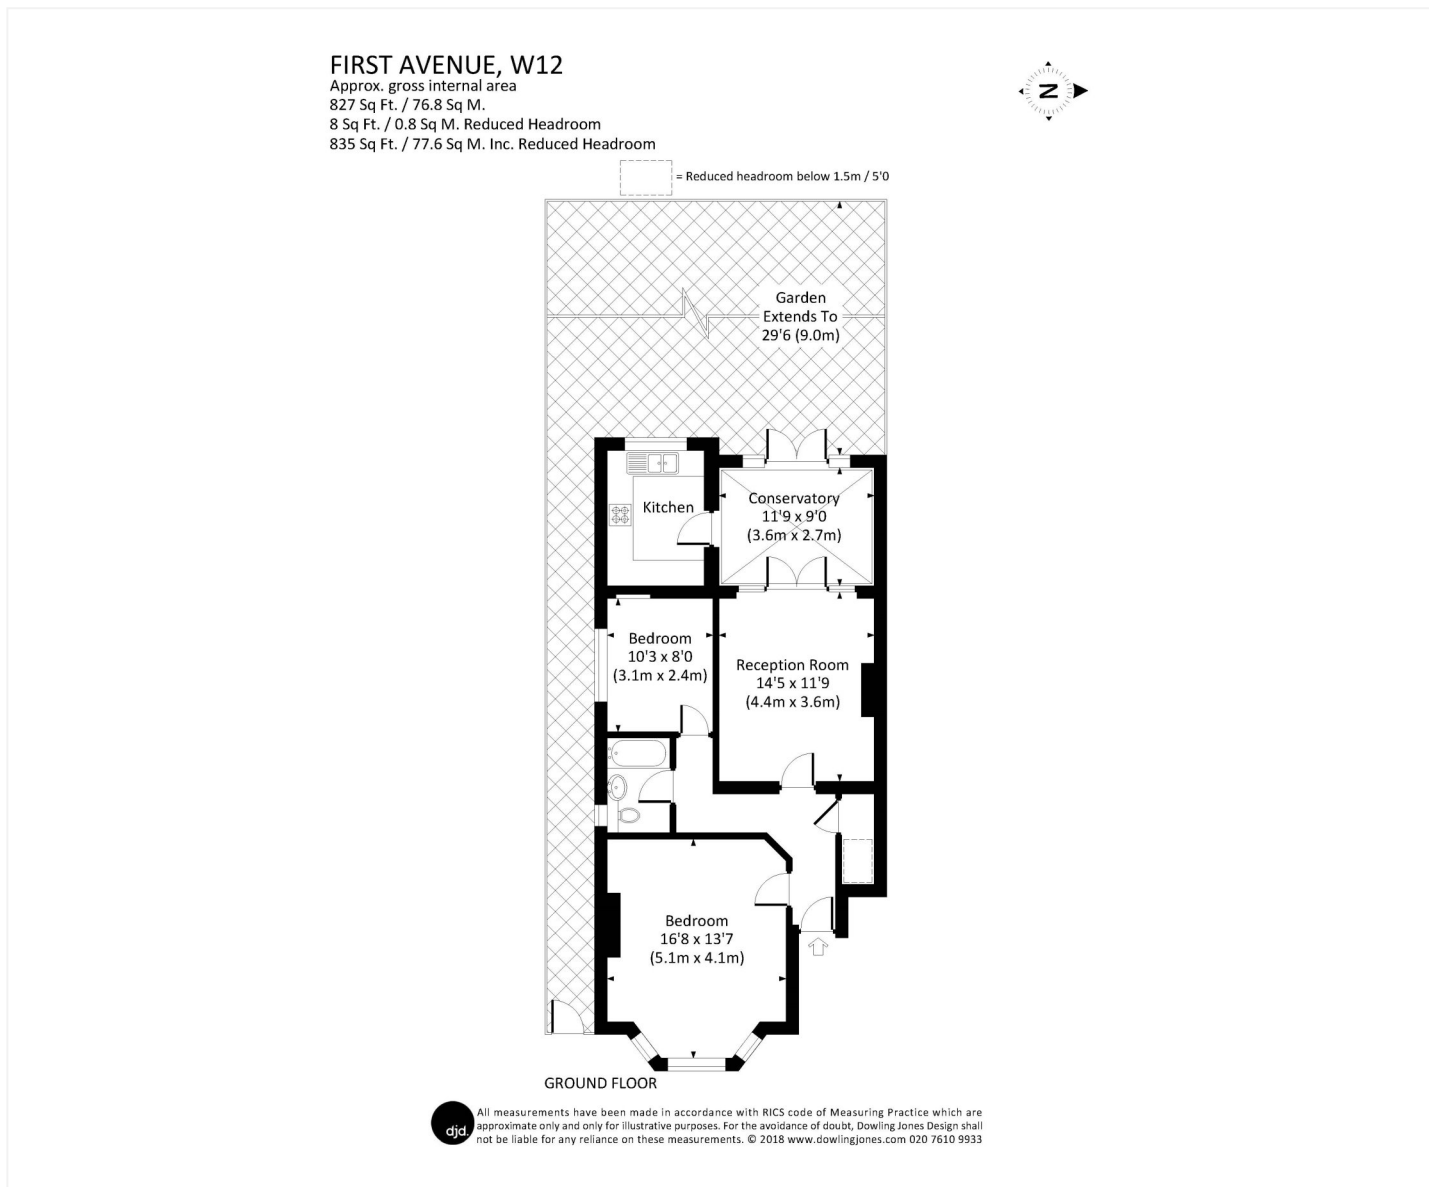 FIRST AVENUE, W12
Approx. gross internal area
827 Sq Ft. / 76.8 Sq M.
8 Sq Ft. / 0.8 Sq M. Reduced Headroom
835 Sq Ft. / 77.6 Sq M. Inc. Reduced Headroom
N
= Reduced headroom below 1.5m / 5'0
Garden
Extends To
29'6 (9.0m)
Kitchen
Conservatory
11'9 x 9'0
(3.6m x 2.7m)
Bedroom
10'3 x 8'0
(3.1m x 2.4m)
Reception Room
14'5 x 11'9
(4.4m x 3.6m)
Bedroom
16'8 x 13'7
(5.1m x 4.1m)
GROUND FLOOR
djd.
All measurements have been made in accordance with RICS code of Measuring Practice which are
approximate only and only for illustrative purposes. For the avoidance of doubt, Dowling Jones Design shall
not be liable for any reliance on these measurements. © 2018 www.dowlingjones.com 020 7610 9933